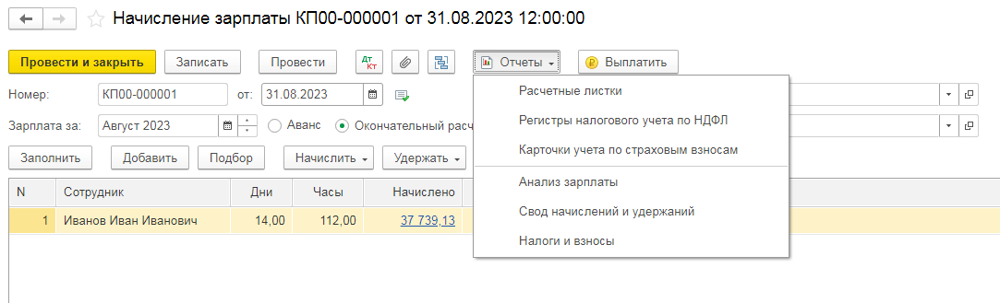 Начисление зарплаты КП00-000001 от 31.08.2023 12:00:00
Провести и закрыть Записать Провести Дт Кт Отчеты Выплатить
Номер: КП00-000001 от: 31.08.2023
Расчетные листки
Регистры налогового учета по НДФЛ
Карточки учета по страховым взносам
Анализ зарплаты
Свод начислений и удержаний
Налоги и взносы
Зарплата за: Август 2023 Аванс Окончательный расч
Заполнить Добавить Подбор Начислить Удержать
N Сотрудник Дни Часы Начислено
1 Иванов Иван Иванович 14,00 112,00 37 739,13